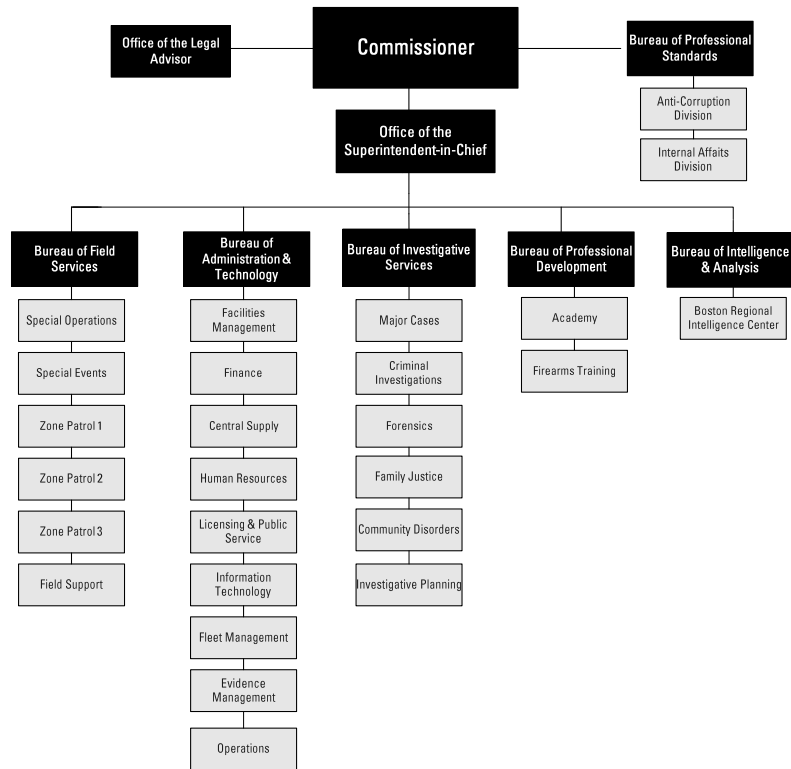 Office of the Legal
Advisor
Commissioner
Bureau of Professional
Standards
Anti-Corruption
Division
Internal Affaits
Division
Office of the
Superintendent-in-Chief
Bureau of Field
Services
Special Operations
Special Events
Zone Patrol 1
Zone Patrol 2
Zone Patrol 3
Field Support
Bureau of
Administration &
Technology
Facilities
Management
Finance
Central Supply
Human Resources
Licensing & Public
Service
Information
Technology
Fleet Management
Evidence
Management
Operations
Bureau of Investigative
Services
Major Cases
Criminal
Investigations
Forensics
Family Justice
Community Disorders
Investigative Planning
Bureau of Professional
Development
Academy
Firearms Training
Bureau of Intelligence
& Analysis
Boston Regional
Intelligence Center